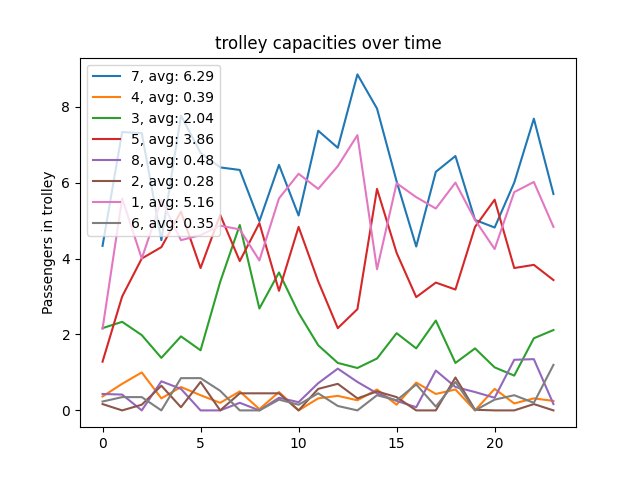 trolley capacities over time
7, avg: 6.29
4, avg: 0.39
3, avg: 2.04
5, avg: 3.86
8, avg: 0.48
2, avg: 0.28
1, avg: 5.16
6, avg: 0.35
Passengers in trolley
8
6
4
2
0
0 5 10 15 20